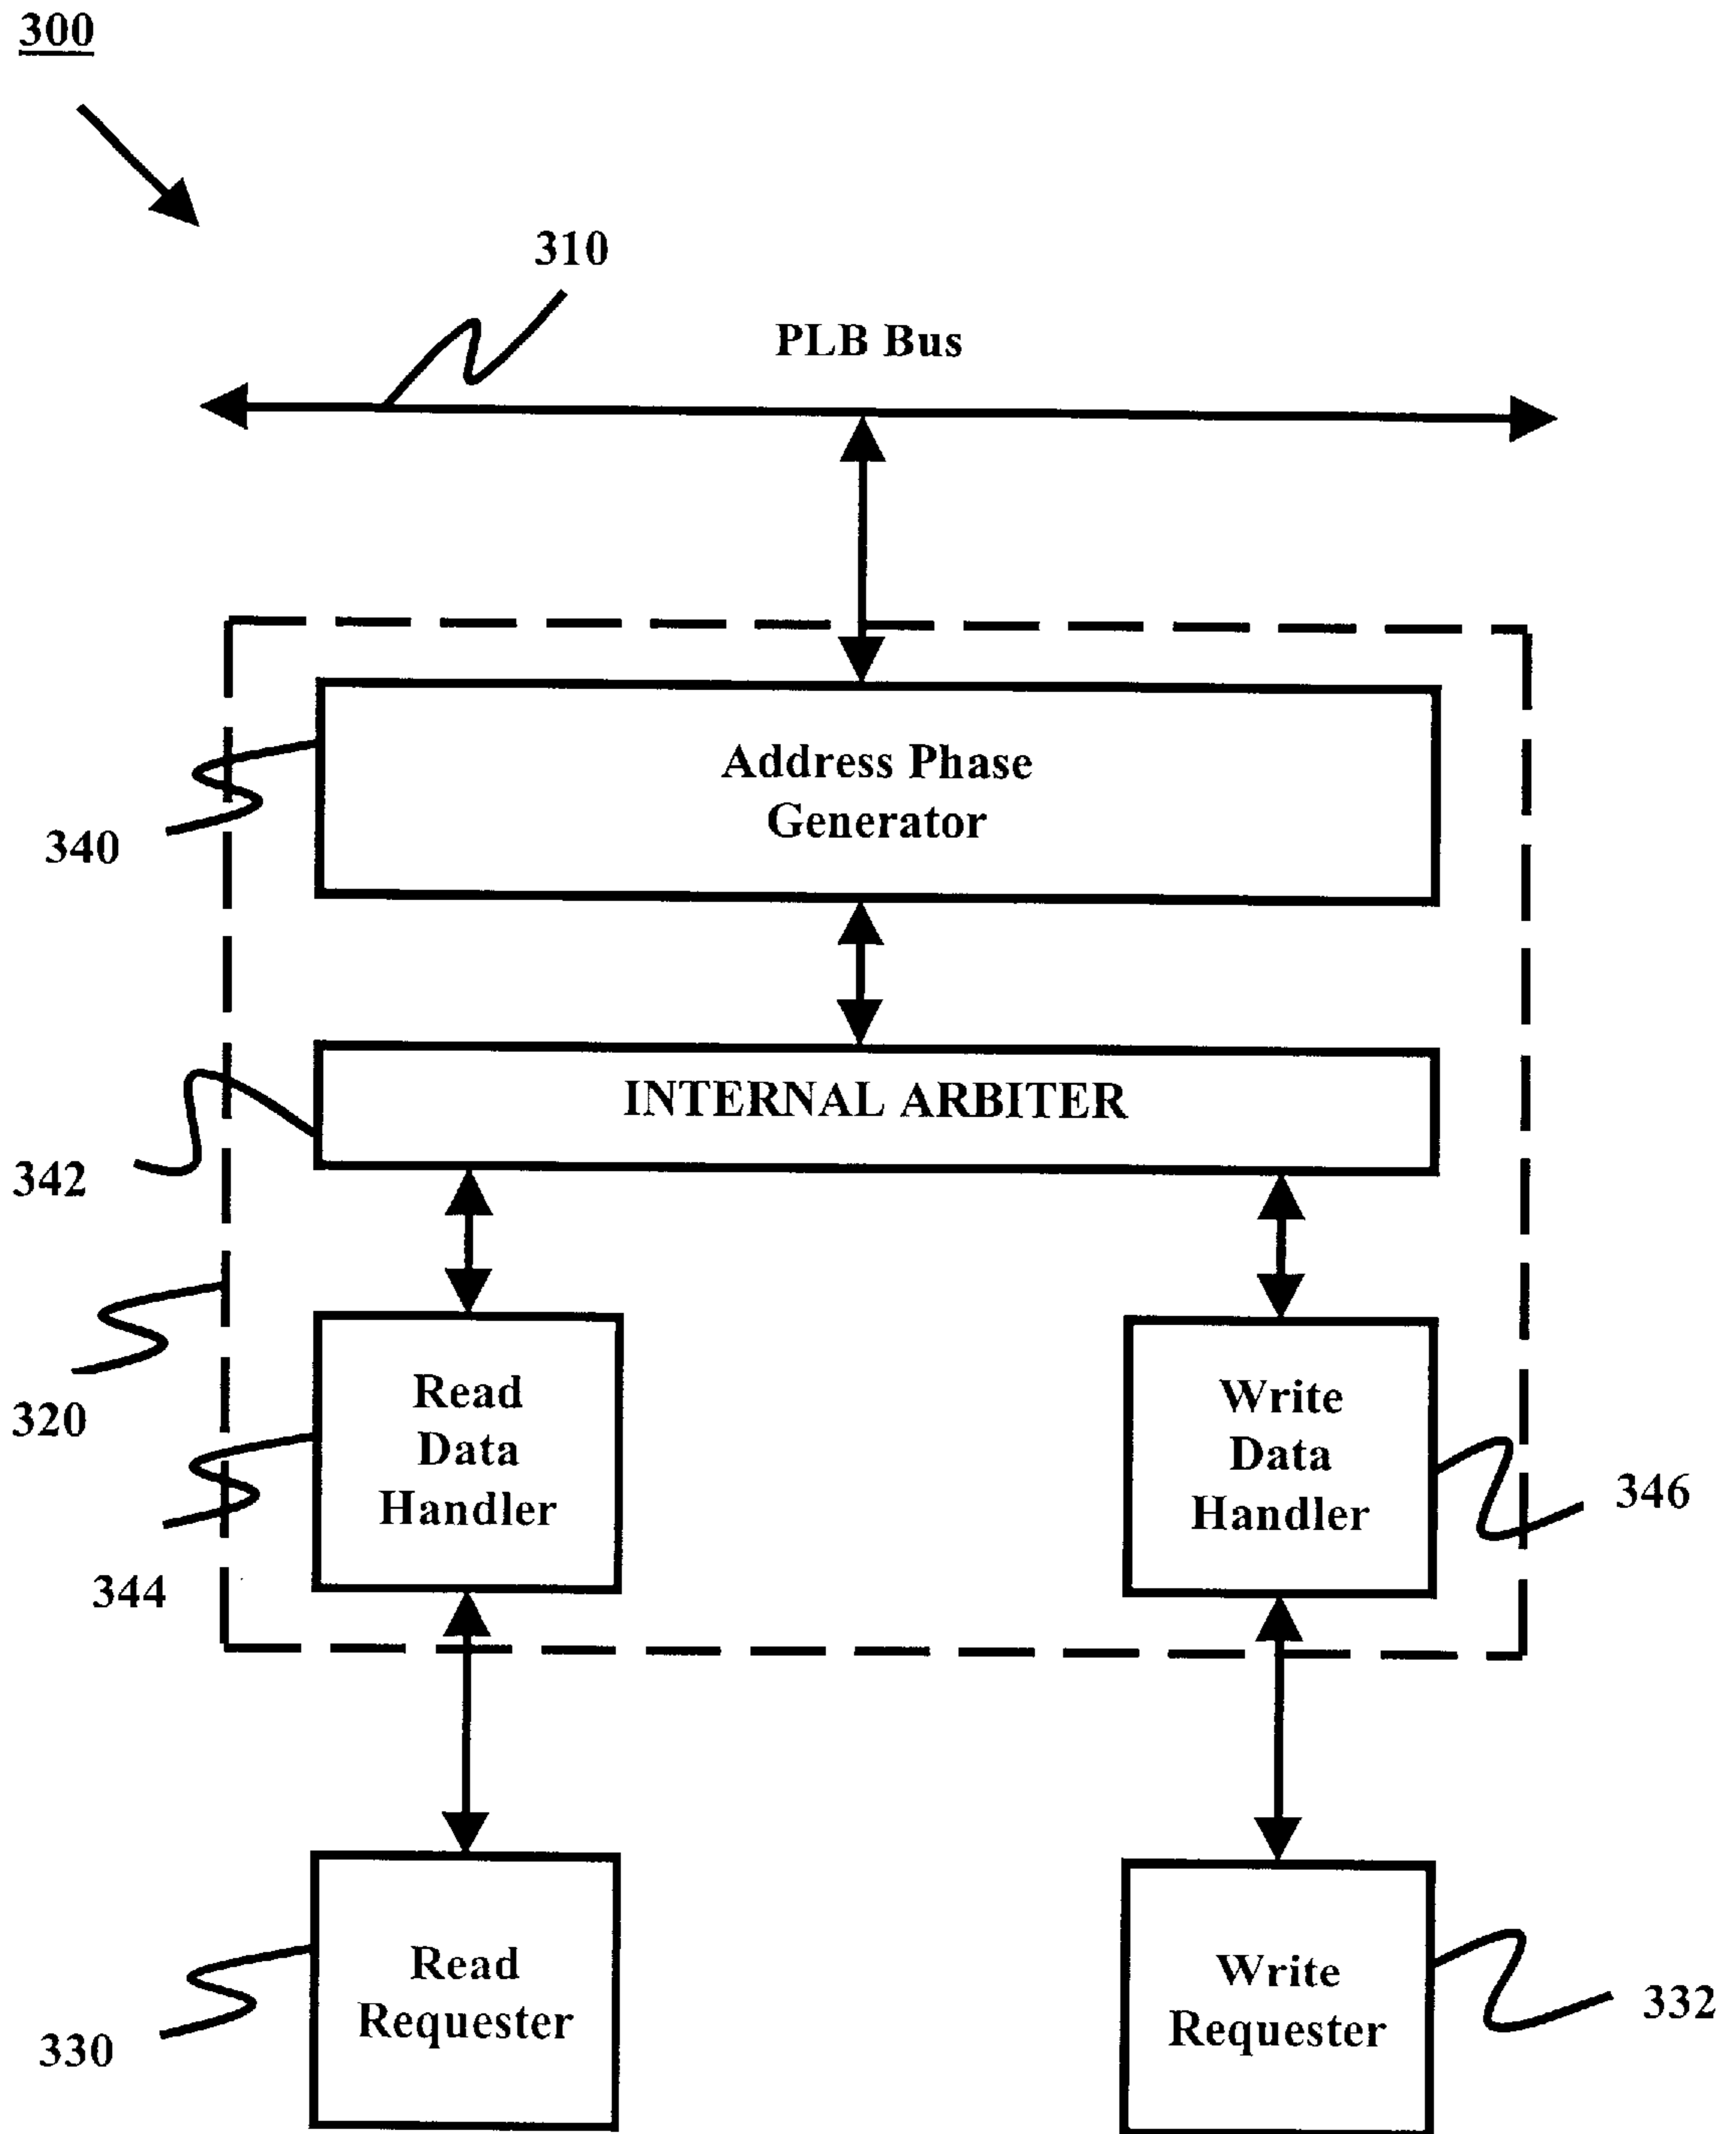 300
310
PLB Bus
Address Phase
Generator
340
INTERNAL ARBITER
342
320
Read
Data
Handler
344
Write
Data
Handler
346
Read
Requester
330
Write
Requester
332